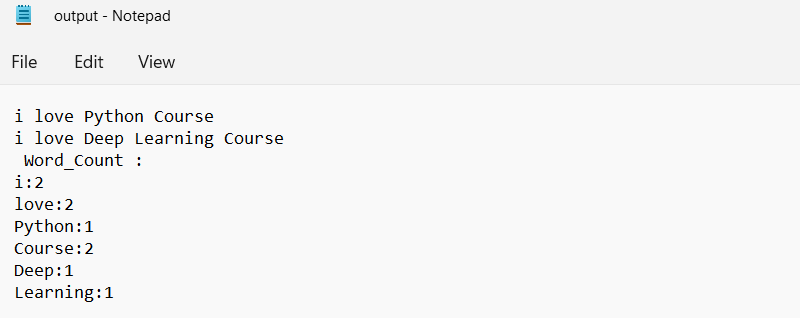 output - Notepad
File Edit View
i love Python Course
i love Deep Learning Course
 Word_Count :
i:2
love:2
Python:1
Course:2
Deep:1
Learning:1